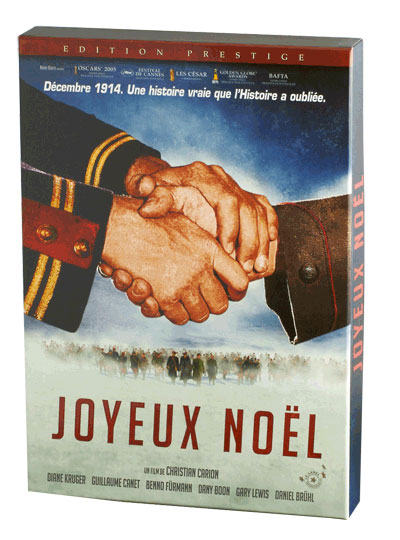 EDITION PRESTIGE
OSCARS 2005
FESTIVAL DE CANNES
LES CÉSAR
GOLDEN GLOBE AWARDS
BAFTA
Décembre 1914. Une histoire vraie que l'Histoire a oubliée.
JOYEUX NOËL
JOYEUX NOËL
UN FILM DE CHRISTIAN CARION
DIANE KRUGER GUILLAUME CANET BENNO FÜRMANN DANY BOON GARY LEWIS DANIEL BRÜHL